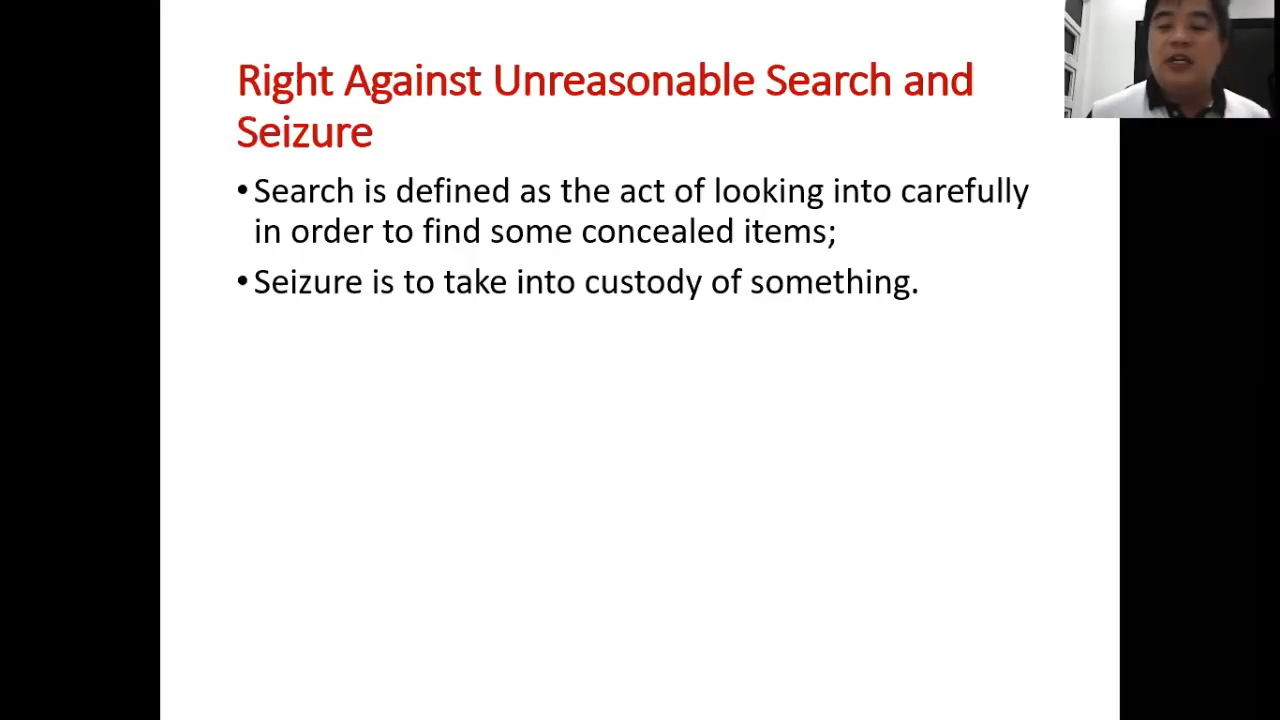 Right Against Unreasonable Search and
Seizure
• Search is defined as the act of looking into carefully
in order to find some concealed items;
• Seizure is to take into custody of something.